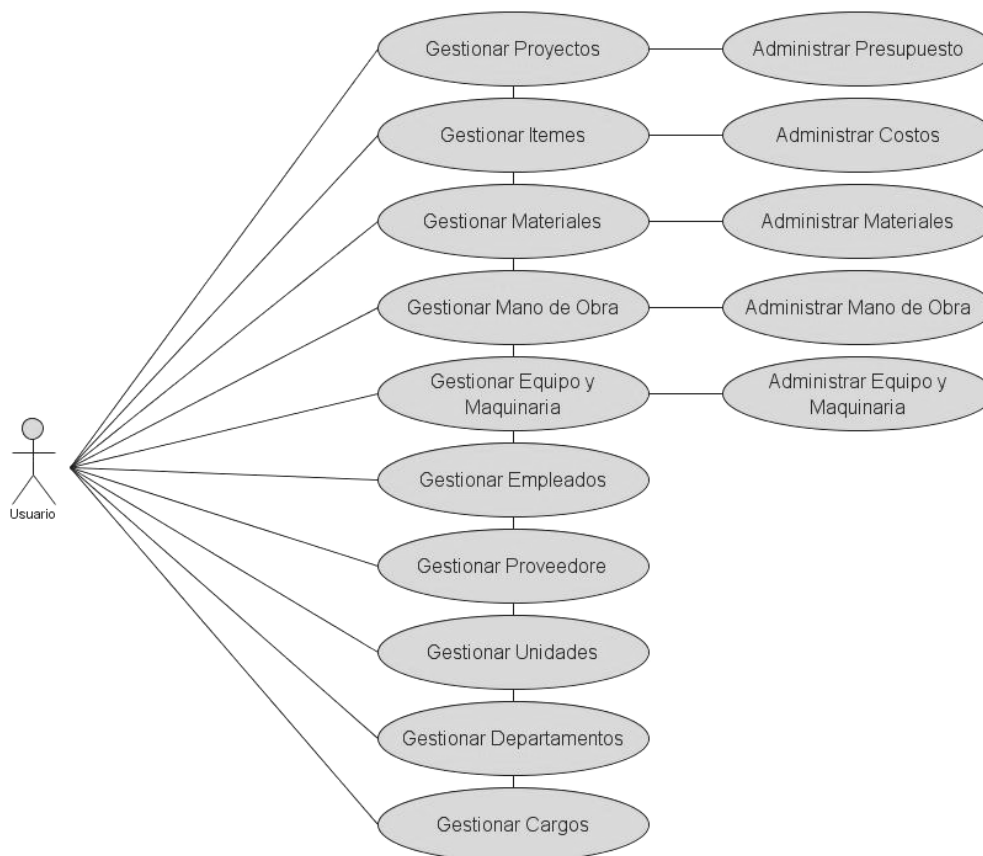 Gestionar Proyectos
Administrar Presupuesto
Gestionar Itemes
Administrar Costos
Gestionar Materiales
Administrar Materiales
Gestionar Mano de Obra
Administrar Mano de Obra
Gestionar Equipo y
Maquinaria
Administrar Equipo y
Maquinaria
Gestionar Empleados
Usuario
Gestionar Proveedore
Gestionar Unidades
Gestionar Departamentos
Gestionar Cargos